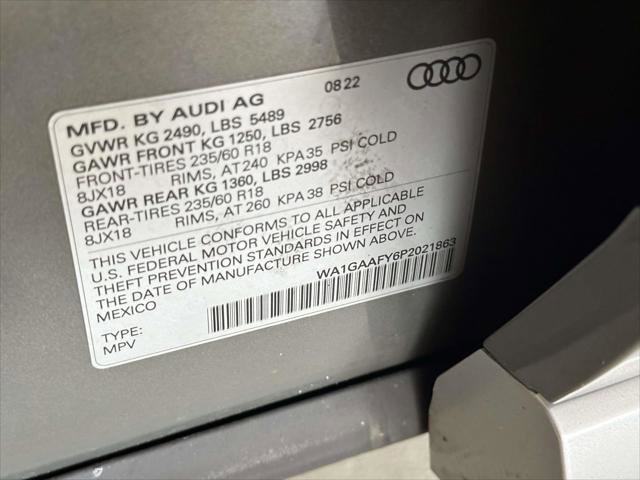 MFD. BY AUDI AG 08 22
GVWR KG 2490, LBS 5489
GAWR FRONT KG 1250, LBS 2756
FRONT-TIRES 235/60 R18
8JX18 RIMS, AT 240 KPA 35 PSI COLD
GAWR REAR KG 1360, LBS 2998
REAR-TIRES 235/60 R18
8JX18 RIMS, AT 260 KPA 38 PSI COLD
THIS VEHICLE CONFORMS TO ALL APPLICABLE
U.S. FEDERAL MOTOR VEHICLE SAFETY AND
THEFT PREVENTION STANDARDS IN EFFECT ON
THE DATE OF MANUFACTURE SHOWN ABOVE.
MEXICO WA1GAAFY6P2021863
TYPE:
MPV